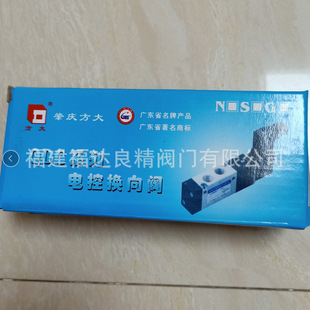 方大
肇庆方大
广东省名牌产品
广东省著名商标
NSG
福建福达良精阀门有限公司
电控换向阀